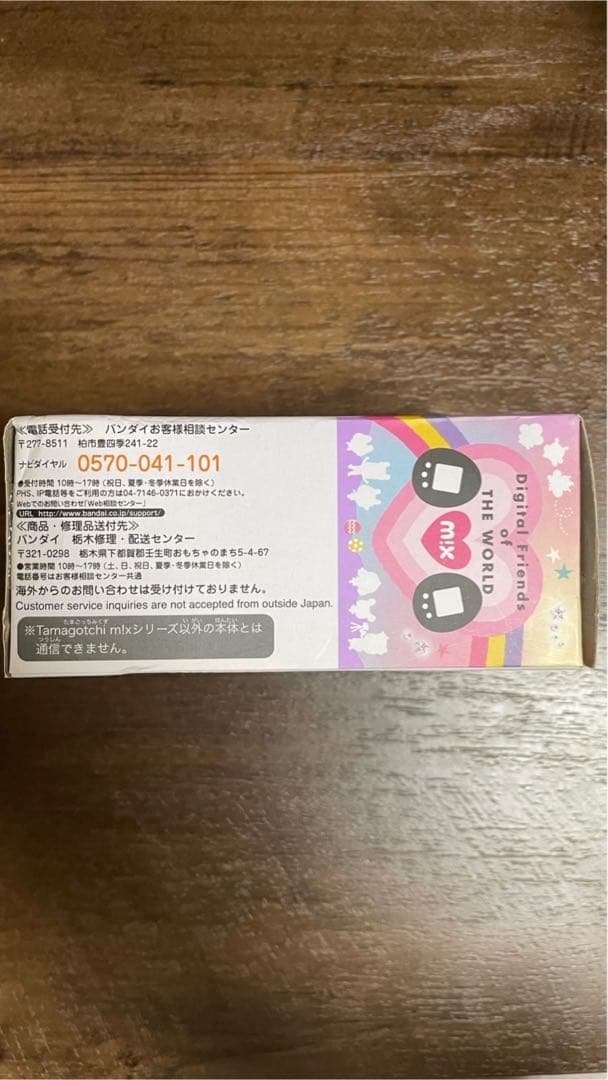 ≪電話受付先≫ バンダイお客様相談センター
〒277-8511 柏市豊四季241-22
ナビダイヤル 0570-041-101
●受付時間 10時〜17時 (祝日、夏季・冬季休業日を除く)
PHS、IP電話等をご利用の方は04-7146-0371におかけください。
Webでのお問い合わせ「Web相談センター」
URL http://www.bandai.co.jp/support/
≪商品・修理品送付先≫
バンダイ 栃木修理・配送センター
〒321-0298 栃木県下都賀郡壬生町おもちゃのまち5-4-67
●営業時間 10時〜17時 (土、日、祝日、夏季・冬季休業日を除く)
電話番号はお客様相談センター共通
海外からのお問い合わせは受け付けておりません。
Customer service inquiries are not accepted from outside Japan.
※Tamagotchi m!xシリーズ以外の本体とは
通信できません。
Digital Friends
of
THE WORLD
m!x